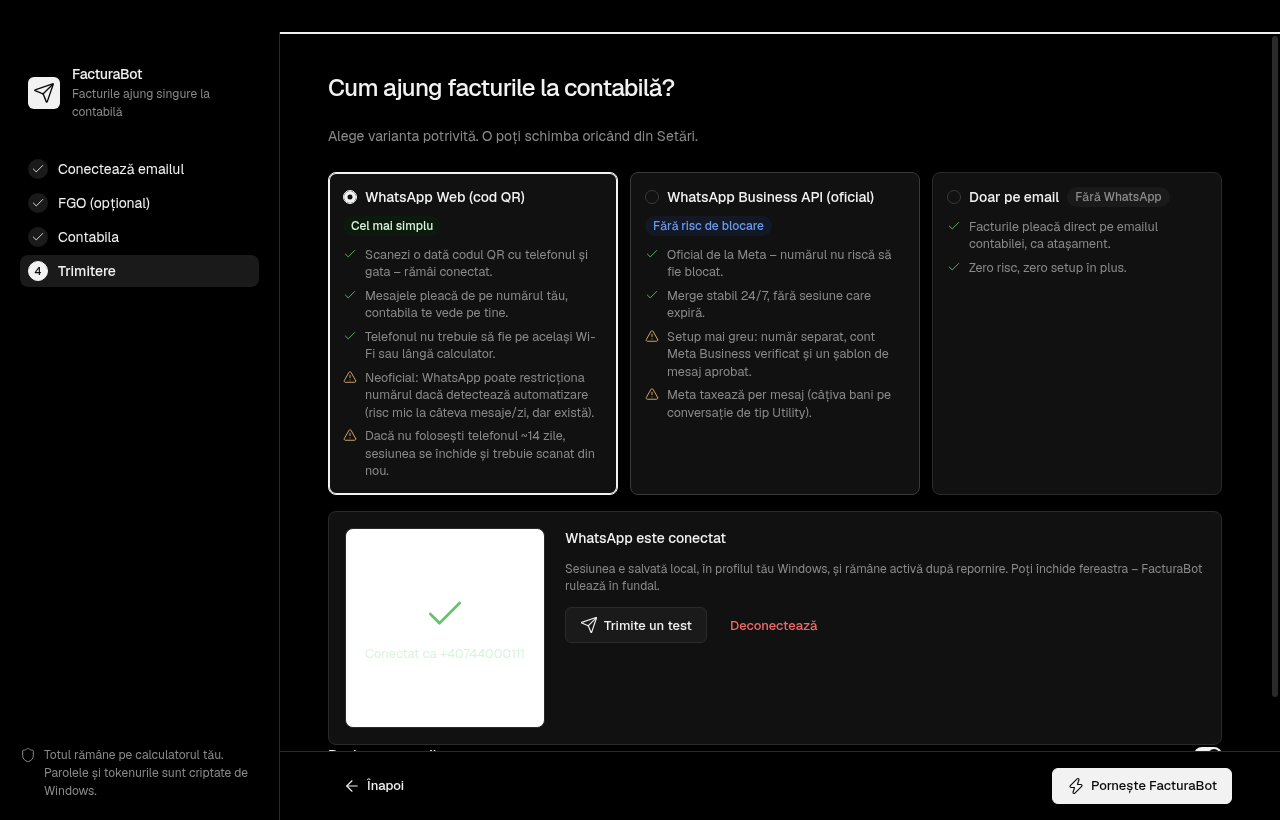 FacturaBot
Facturile ajung singure la
contabilă
Conectează emailul
FGO (opțional)
Contabila
4 Trimitere
Totul rămâne pe calculatorul tău.
Parolele și tokenurile sunt criptate de
Windows.
Cum ajung facturile la contabilă?
Alege varianta potrivită. O poți schimba oricând din Setări.
WhatsApp Web (cod QR)
Cel mai simplu
Scanezi o dată codul QR cu telefonul și
gata – rămâi conectat.
Mesajele pleacă de pe numărul tău,
contabila te vede pe tine.
Telefonul nu trebuie să fie pe același Wi-
Fi sau lângă calculator.
Neoficial: WhatsApp poate restricționa
numărul dacă detectează automatizare
(risc mic la câteva mesaje/zi, dar există).
Dacă nu folosești telefonul ~14 zile,
sesiunea se închide și trebuie scanat din
nou.
WhatsApp Business API (oficial)
Fără risc de blocare
Oficial de la Meta – numărul nu riscă să
fie blocat.
Merge stabil 24/7, fără sesiune care
expiră.
Setup mai greu: număr separat, cont
Meta Business verificat și un șablon de
mesaj aprobat.
Meta taxează per mesaj (câțiva bani pe
conversație de tip Utility).
Doar pe email Fără WhatsApp
Facturile pleacă direct pe emailul
contabilei, ca atașament.
Zero risc, zero setup în plus.
Conectat ca +40744000111
WhatsApp este conectat
Sesiunea e salvată local, în profilul tău Windows, și rămâne activă după repornire. Poți închide fereastra – FacturaBot
rulează în fundal.
Trimite un test
Deconectează
Înapoi
Pornește FacturaBot